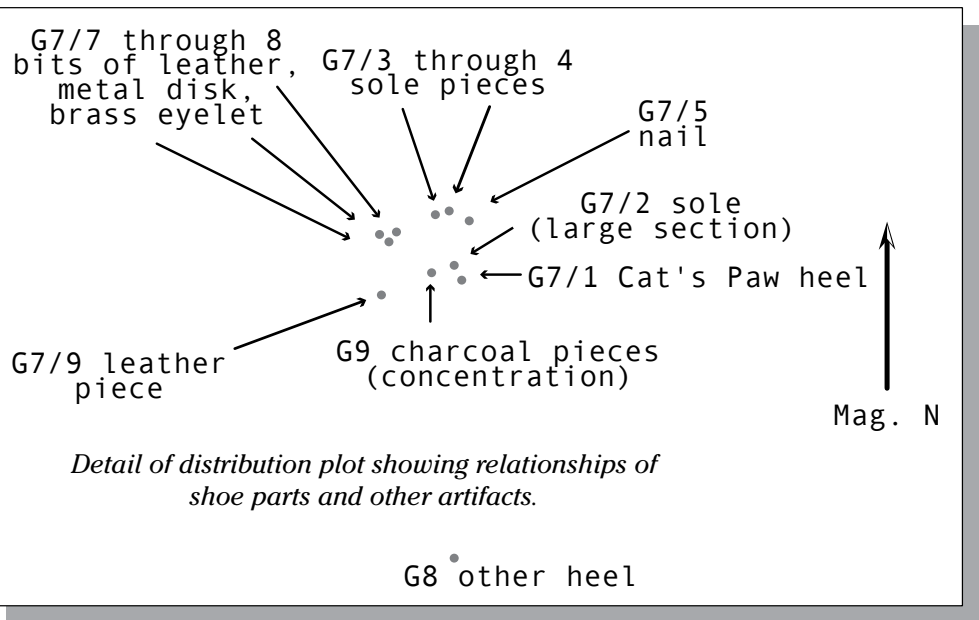 G7/7 through 8
bits of leather,
metal disk,
brass eyelet
G7/3 through 4
sole pieces
G7/5
nail
G7/2 sole
(large section)
G7/1 Cat's Paw heel
G7/9 leather
piece
G9 charcoal pieces
(concentration)
Mag. N
Detail of distribution plot showing relationships of
shoe parts and other artifacts.
G8 other heel